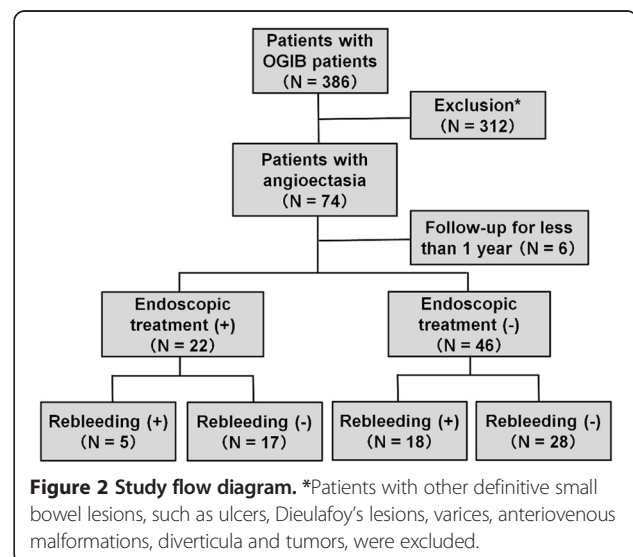 Patients with
OGIB patients
(N = 386)
Exclusion*
(N = 312)
Patients with
angioectasia
(N = 74)
Follow-up for less
than 1 year (N = 6)
Endoscopic
treatment (+)
(N = 22)
Endoscopic
treatment (-)
(N = 46)
Rebleeding (+)
(N = 5)
Rebleeding (-)
(N = 17)
Rebleeding (+)
(N = 18)
Rebleeding (-)
(N = 28)
Figure 2 Study flow diagram. *Patients with other definitive small
bowel lesions, such as ulcers, Dieulafoy's lesions, varices, anteriovenous
malformations, diverticula and tumors, were excluded.